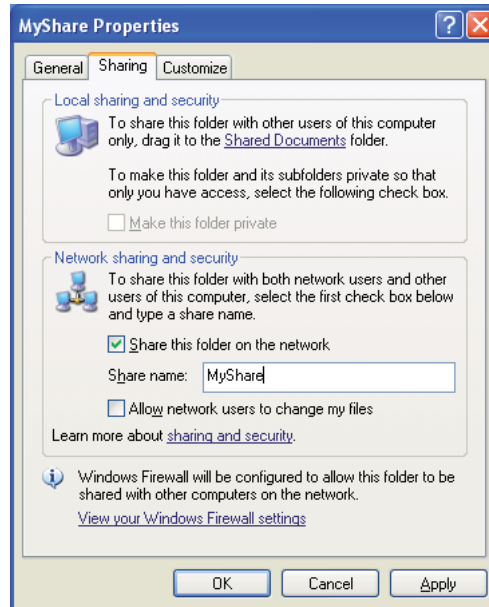 MyShare Properties
General Sharing Customize
Local sharing and security
To share this folder with other users of this computer
only, drag it to the Shared Documents folder.
To make this folder and its subfolders private so that
only you have access, select the following check box.
Make this folder private
Network sharing and security
To share this folder with both network users and other
users of this computer, select the first check box below
and type a share name.
Share this folder on the network
Share name: MyShare
Allow network users to change my files
Learn more about sharing and security.
Windows Firewall will be configured to allow this folder to be
shared with other computers on the network.
View your Windows Firewall settings
OK Cancel Apply